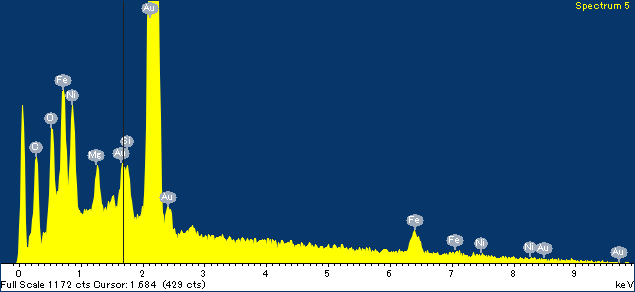 Spectrum 5
Au
Fe
Ni
O
Si
Mg
Au
Au
Fe
Fe
Ni
Ni
Au
Au
0 1 2 3 4 5 6 7 8 9
Full Scale 1172 cts Cursor: 1.684 (429 cts) keV